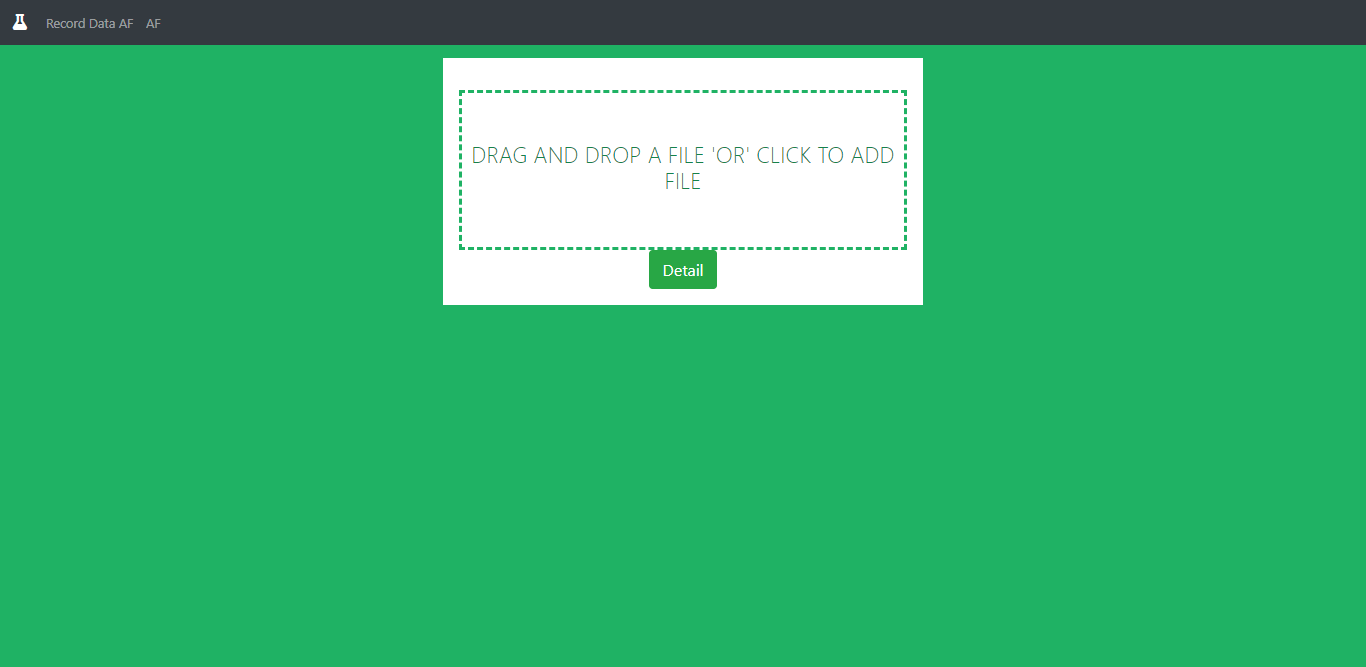 Record Data AF AF
DRAG AND DROP A FILE 'OR' CLICK TO ADD
FILE
Detail